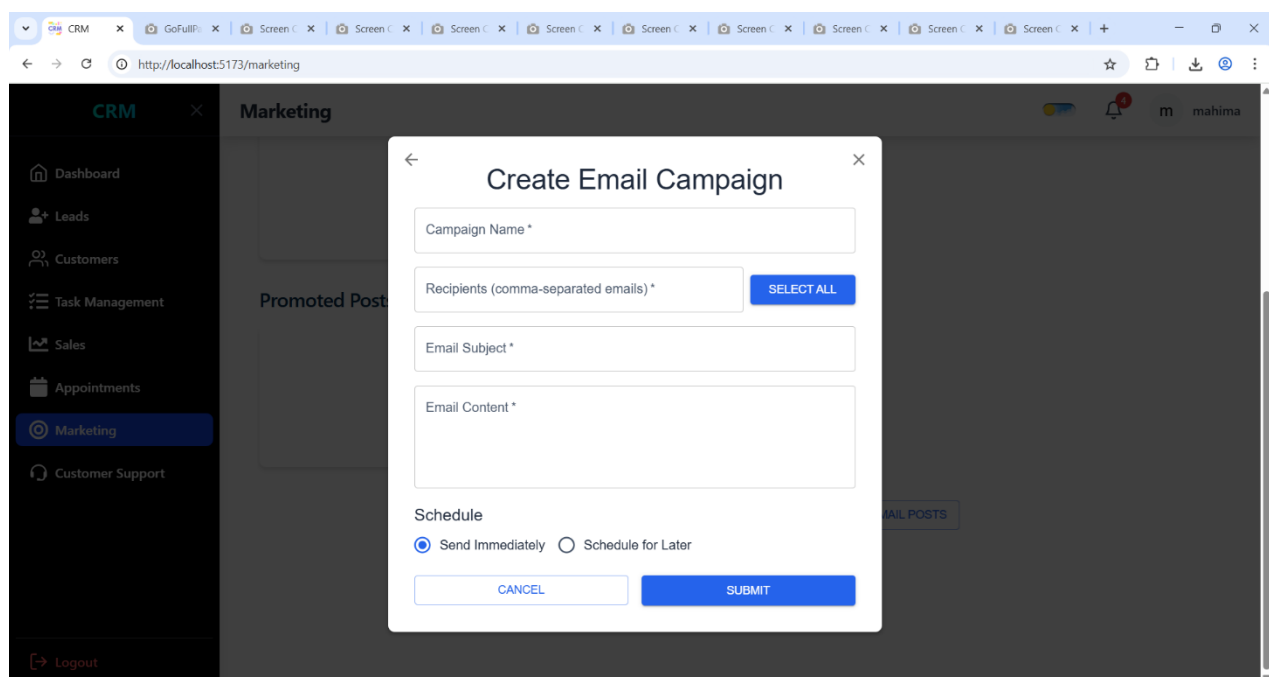 CRM
GoFullPa
Screen C
Screen C
Screen C
Screen C
Screen C
Screen C
Screen C
Screen C
Screen C
http://localhost:5173/marketing
CRM
Marketing
4
m mahima
Dashboard
Leads
Customers
Task Management
Sales
Appointments
Marketing
Customer Support
Logout
Promoted Posts
MAIL POSTS
Create Email Campaign
Campaign Name *
Recipients (comma-separated emails) *
SELECT ALL
Email Subject *
Email Content *
Schedule
Send Immediately
Schedule for Later
CANCEL
SUBMIT